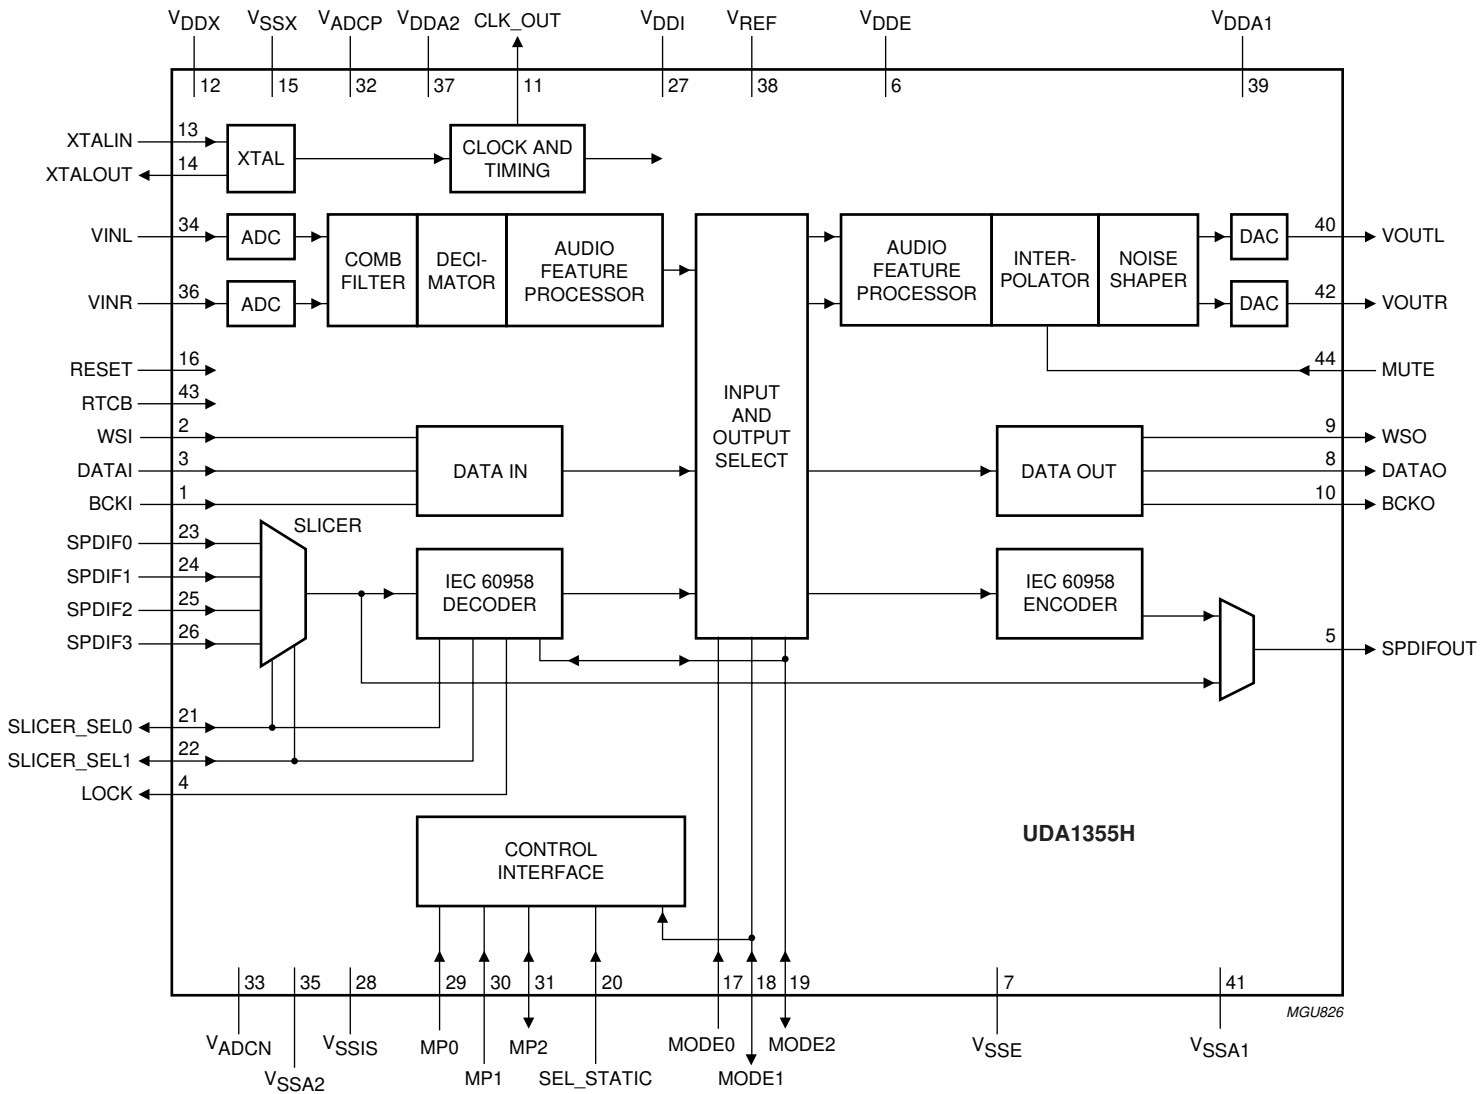 VDDX VSSX VADCP VDDA2 CLK_OUT VDDI VREF VDDE VDDA1
12 15 32 37 11 27 38 6 39
XTALIN 13
XTALOUT 14
XTAL
CLOCK AND
TIMING
VINL 34 ADC
VINR 36 ADC
COMB
FILTER
DECI-
MATOR
AUDIO
FEATURE
PROCESSOR
INPUT
AND
OUTPUT
SELECT
AUDIO
FEATURE
PROCESSOR
INTER-
POLATOR
NOISE
SHAPER
DAC 40 VOUTL
DAC 42 VOUTR
RESET 16
44 MUTE
RTCB 43
WSI 2
DATAI 3
BCKI 1
DATA IN
DATA OUT
9 WSO
8 DATAO
10 BCKO
SLICER
SPDIF0 23
SPDIF1 24
SPDIF2 25
SPDIF3 26
IEC 60958
DECODER
IEC 60958
ENCODER
5 SPDIFOUT
SLICER_SEL0 21
SLICER_SEL1 22
LOCK 4
CONTROL
INTERFACE
UDA1355H
33 35 28 29 30 31 20 17 18 19 7 41
MGU826
VADCN VSSIS MP0 MP2 MODE0 MODE2 VSSE VSSA1
VSSA2 MP1 SEL_STATIC MODE1